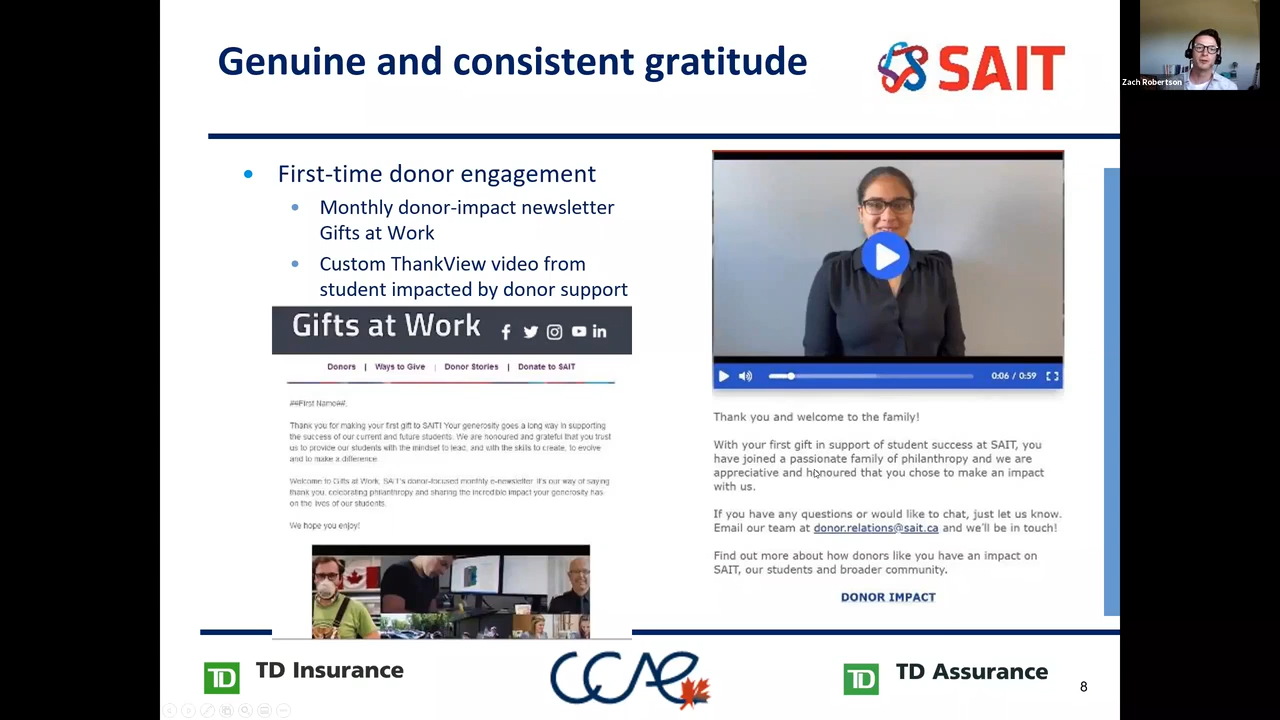 Genuine and consistent gratitude
SAIT
Zach Robertson
First-time donor engagement
Monthly donor-impact newsletter
Gifts at Work
Custom ThankView video from
student impacted by donor support
Gifts at Work
Donors | Ways to Give | Donor Stories | Donate to SAIT
##First Name##,
Thank you for making your first gift to SAIT! Your generosity goes a long way in supporting
the success of our current and future students. We are honoured and grateful that you trust
us to provide our students with the mindset to lead, and with the skills to create, to evolve
and to make a difference.
Welcome to Gifts at Work, SAIT's donor-focused monthly e-newsletter. It's our way of saying
thank you, celebrating philanthropy and sharing the incredible impact your generosity has
on the lives of our students.
We hope you enjoy!
0:06 / 0:59
Thank you and welcome to the family!
With your first gift in support of student success at SAIT, you
have joined a passionate family of philanthropy and we are
appreciative and honoured that you chose to make an impact
with us.
If you have any questions or would like to chat, just let us know.
Email our team at donor.relations@sait.ca and we'll be in touch!
Find out more about how donors like you have an impact on
SAIT, our students and broader community.
DONOR IMPACT
TD TD Insurance
CCAE
TD TD Assurance
8